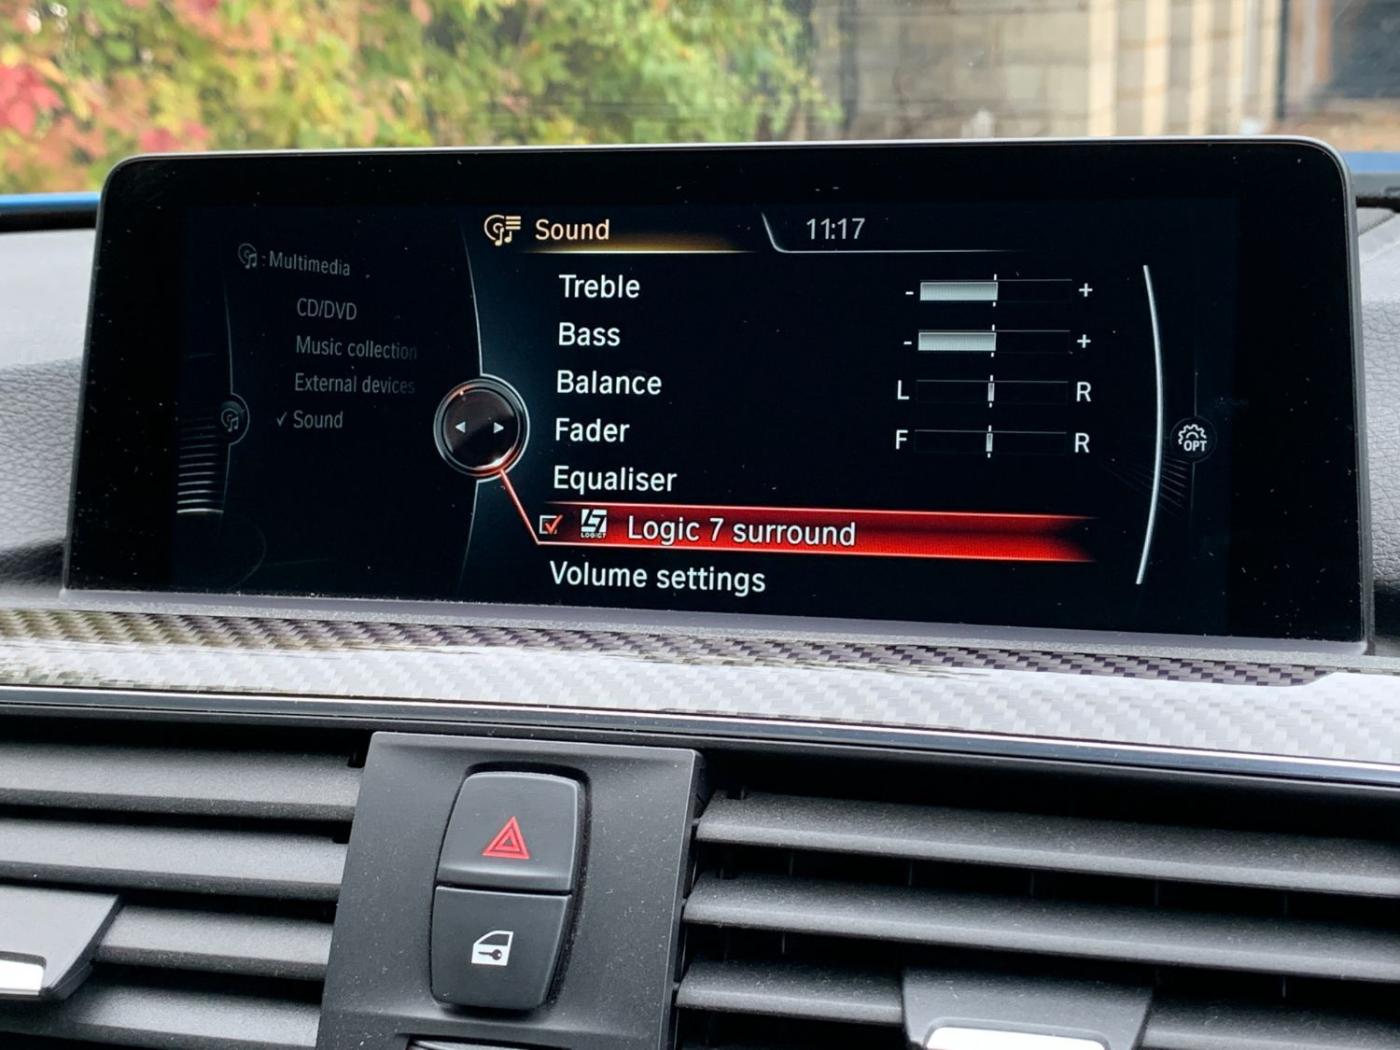 Sound
11:17
: Multimedia
CD/DVD
Music collection
External devices
✓ Sound
Treble - +
Bass - +
Balance L R
Fader F R
Equaliser
LOGIC7 Logic 7 surround
Volume settings
OPT